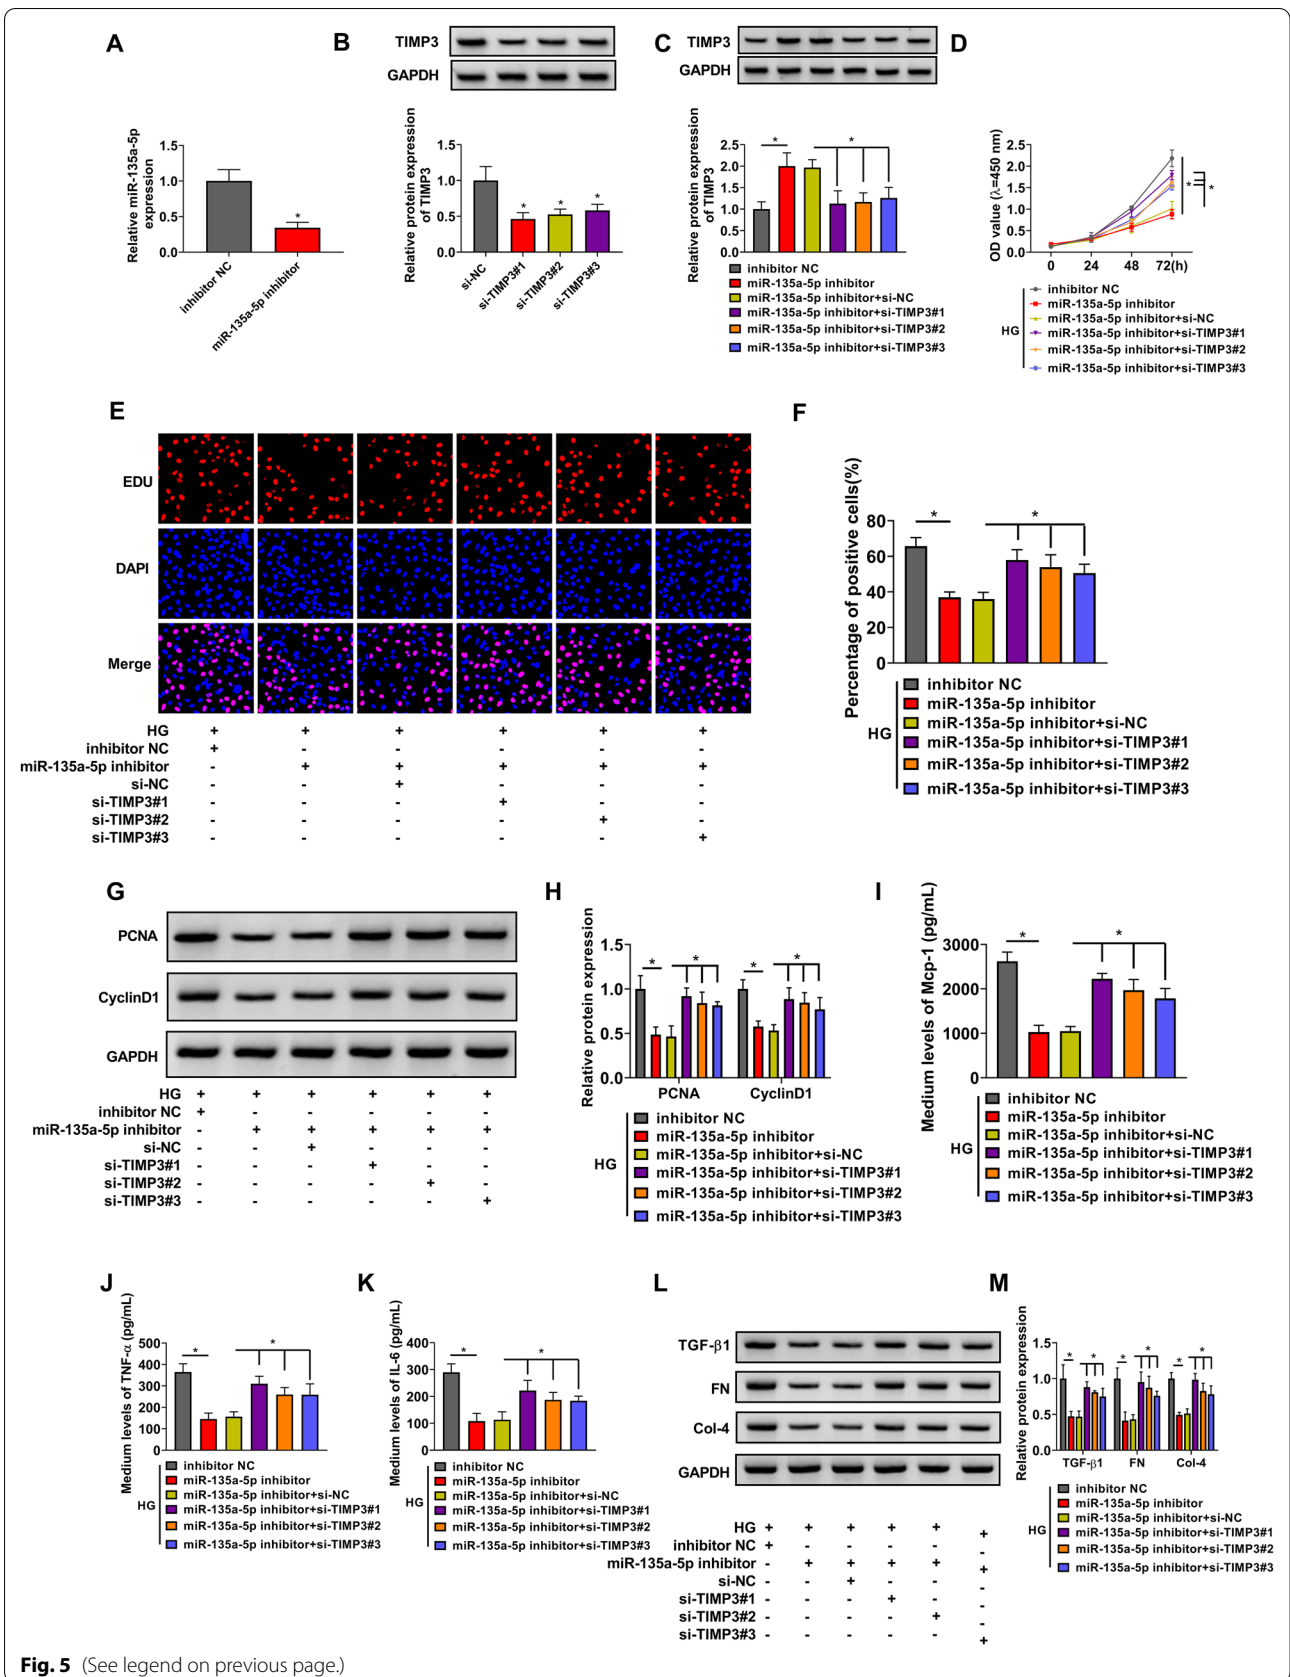 A
B
TIMP3
GAPDH
C
TIMP3
GAPDH
D
Relative miR-135a-5p
expression
1.5
1.0
0.5
0.0
*
inhibitor NC
miR-135a-5p inhibitor
Relative protein expression
of TIMP3
1.5
1.0
0.5
0.0
* * *
si-NC
si-TIMP3#1
si-TIMP3#2
si-TIMP3#3
Relative protein expression
of TIMP3
2.5
2.0
1.5
1.0
0.5
0.0
* *
inhibitor NC
miR-135a-5p inhibitor
miR-135a-5p inhibitor+si-NC
miR-135a-5p inhibitor+si-TIMP3#1
miR-135a-5p inhibitor+si-TIMP3#2
miR-135a-5p inhibitor+si-TIMP3#3
OD value (λ=450 nm)
2.5
2.0
1.5
1.0
0.5
0.0
* *
0 24 48 72(h)
HG
inhibitor NC
miR-135a-5p inhibitor
miR-135a-5p inhibitor+si-NC
miR-135a-5p inhibitor+si-TIMP3#1
miR-135a-5p inhibitor+si-TIMP3#2
miR-135a-5p inhibitor+si-TIMP3#3
E
EDU
DAPI
Merge
HG + + + + + +
inhibitor NC + - - - - -
miR-135a-5p inhibitor - + + + + +
si-NC - - + - - -
si-TIMP3#1 - - - + - -
si-TIMP3#2 - - - - + -
si-TIMP3#3 - - - - - +
F
Percentage of positive cells(%)
80
60
40
20
0
* *
HG
inhibitor NC
miR-135a-5p inhibitor
miR-135a-5p inhibitor+si-NC
miR-135a-5p inhibitor+si-TIMP3#1
miR-135a-5p inhibitor+si-TIMP3#2
miR-135a-5p inhibitor+si-TIMP3#3
G
PCNA
CyclinD1
GAPDH
HG + + + + + +
inhibitor NC + - - - - -
miR-135a-5p inhibitor - + + + + +
si-NC - - + - - -
si-TIMP3#1 - - - + - -
si-TIMP3#2 - - - - + -
si-TIMP3#3 - - - - - +
H
Relative protein expression
1.5
1.0
0.5
0.0
* * * *
PCNA CyclinD1
HG
inhibitor NC
miR-135a-5p inhibitor
miR-135a-5p inhibitor+si-NC
miR-135a-5p inhibitor+si-TIMP3#1
miR-135a-5p inhibitor+si-TIMP3#2
miR-135a-5p inhibitor+si-TIMP3#3
I
Medium levels of Mcp-1 (pg/mL)
3000
2000
1000
0
* *
HG
inhibitor NC
miR-135a-5p inhibitor
miR-135a-5p inhibitor+si-NC
miR-135a-5p inhibitor+si-TIMP3#1
miR-135a-5p inhibitor+si-TIMP3#2
miR-135a-5p inhibitor+si-TIMP3#3
J
Medium levels of TNF-α (pg/mL)
500
400
300
200
100
0
* *
HG
inhibitor NC
miR-135a-5p inhibitor
miR-135a-5p inhibitor+si-NC
miR-135a-5p inhibitor+si-TIMP3#1
miR-135a-5p inhibitor+si-TIMP3#2
miR-135a-5p inhibitor+si-TIMP3#3
K
Medium levels of IL-6 (pg/mL)
400
300
200
100
0
* *
HG
inhibitor NC
miR-135a-5p inhibitor
miR-135a-5p inhibitor+si-NC
miR-135a-5p inhibitor+si-TIMP3#1
miR-135a-5p inhibitor+si-TIMP3#2
miR-135a-5p inhibitor+si-TIMP3#3
L
TGF-β1
FN
Col-4
GAPDH
HG + + + + + +
inhibitor NC + - - - - -
miR-135a-5p inhibitor - + + + + +
si-NC - - + - - -
si-TIMP3#1 - - - + - -
si-TIMP3#2 - - - - + -
si-TIMP3#3 - - - - - +
M
Relative protein expression
1.5
1.0
0.5
0.0
* * * * * *
TGF-β1 FN Col-4
HG
inhibitor NC
miR-135a-5p inhibitor
miR-135a-5p inhibitor+si-NC
miR-135a-5p inhibitor+si-TIMP3#1
miR-135a-5p inhibitor+si-TIMP3#2
miR-135a-5p inhibitor+si-TIMP3#3
Fig. 5 (See legend on previous page.)